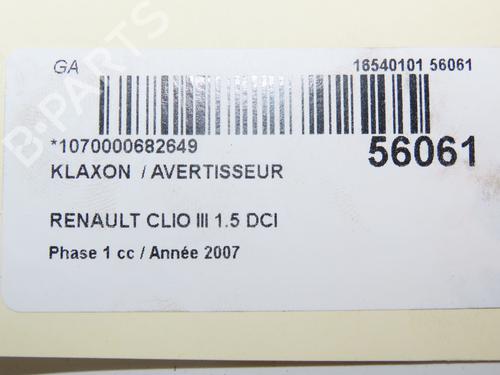 GA 16540101 56061
*1070000682649 56061
KLAXON / AVERTISSEUR
RENAULT CLIO III 1.5 DCI
Phase 1 cc / Année 2007
B-PARTS